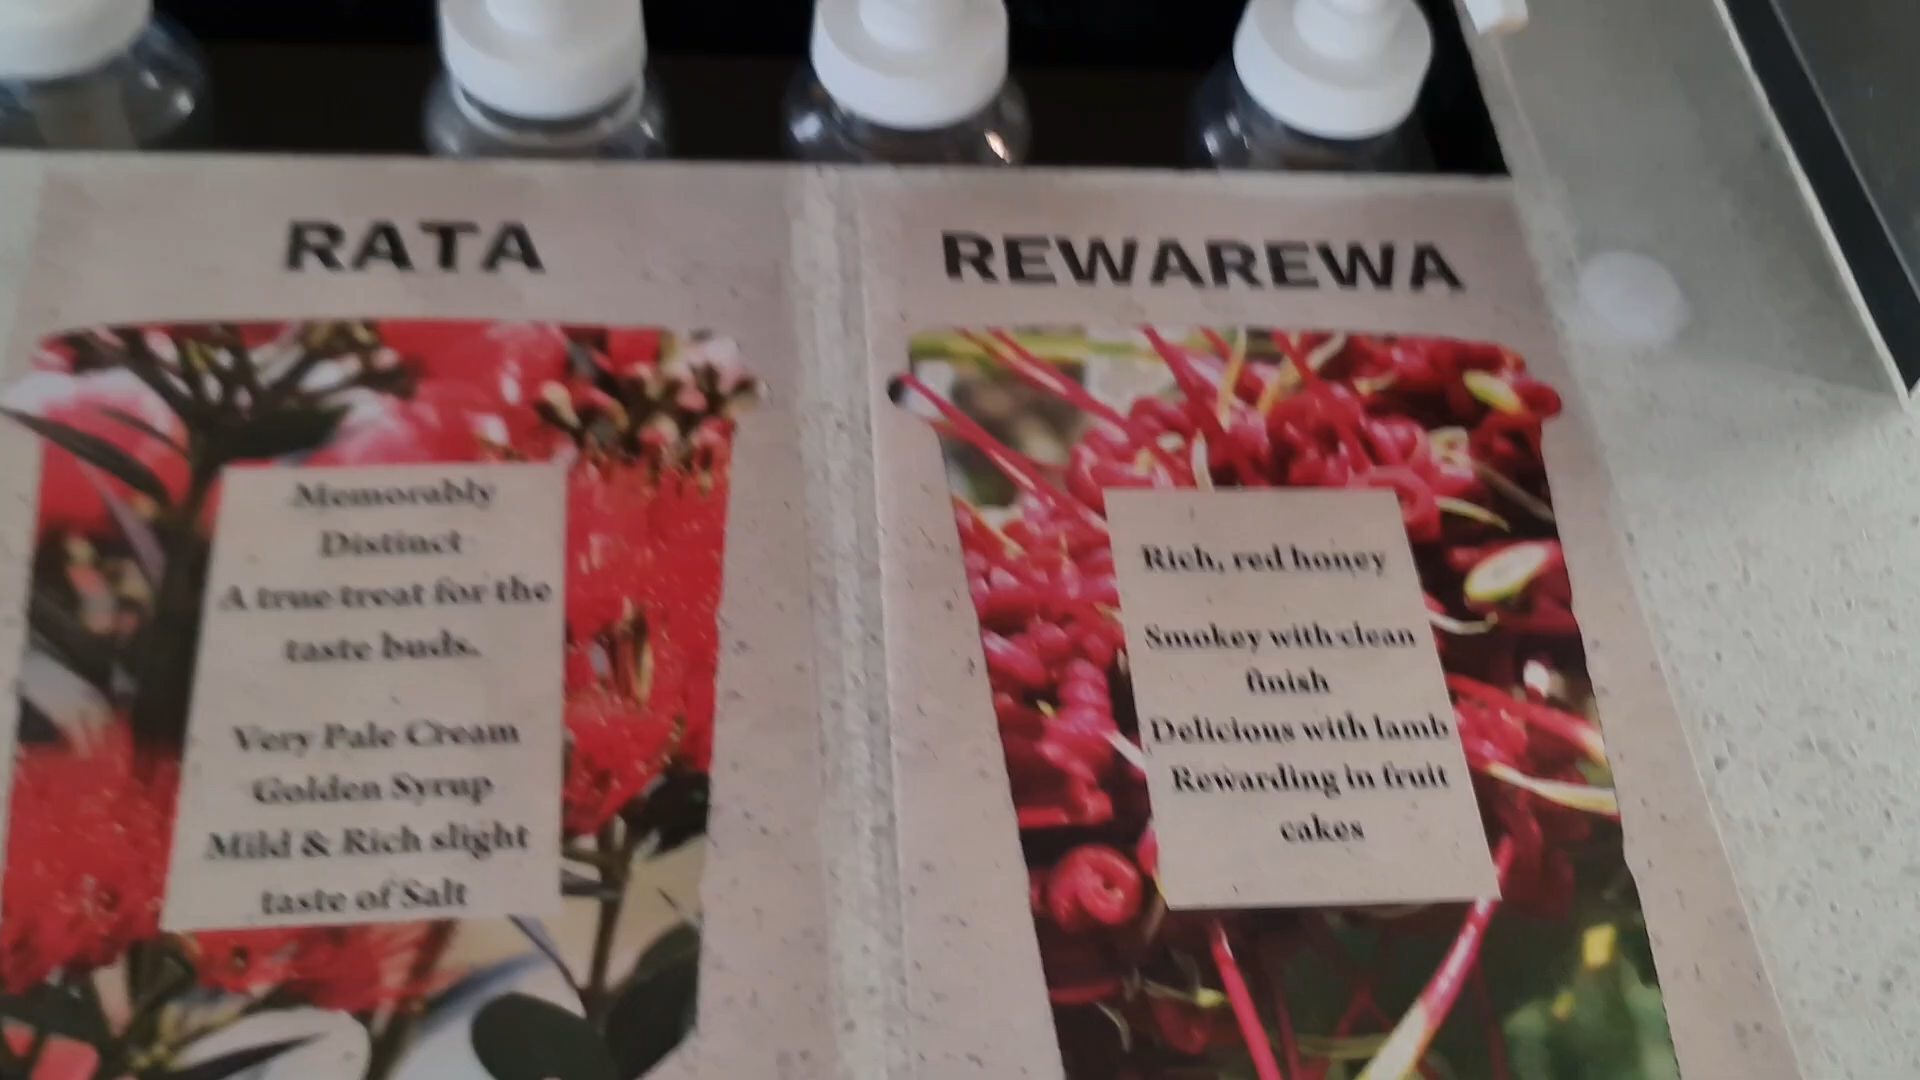 RATA
Memorably
Distinct
A true treat for the
taste buds.
Very Pale Cream
Golden Syrup
Mild & Rich slight
taste of Salt
REWAREWA
Rich, red honey
Smokey with clean
finish
Delicious with lamb
Rewarding in fruit
cakes